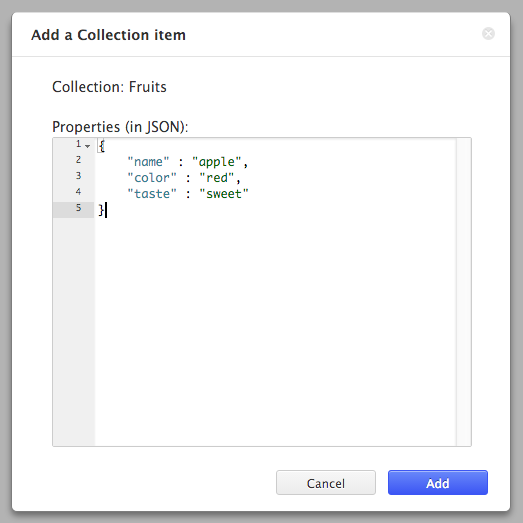 Add a Collection item
Collection: Fruits
Properties (in JSON):
1 {
2 "name" : "apple",
3 "color" : "red",
4 "taste" : "sweet"
5 }
Cancel Add